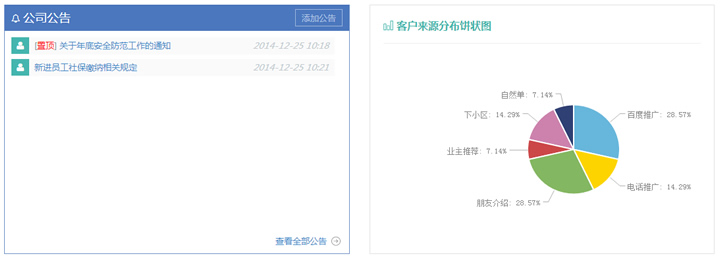 公司公告
添加公告
[置顶] 关于年底安全防范工作的通知 2014-12-25 10:18
新进员工社保缴纳相关规定 2014-12-25 10:21
查看全部公告
客户来源分布饼状图
自然单: 7.14%
下小区: 14.29%
百度推广: 28.57%
业主推荐: 7.14%
电话推广: 14.29%
朋友介绍: 28.57%